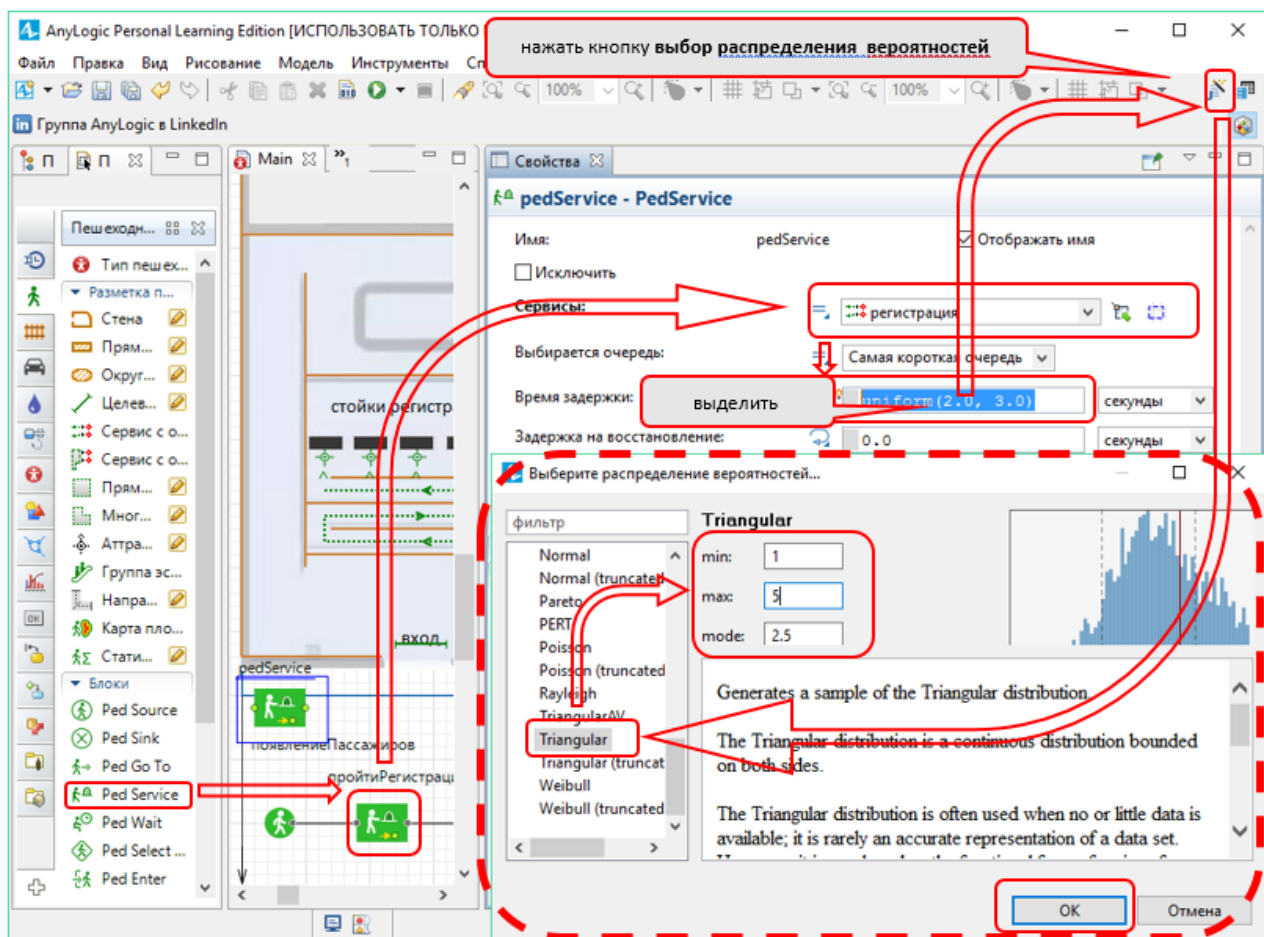 AnyLogic Personal Learning Edition [ИСПОЛЬЗОВАТЬ ТОЛЬКО
нажать кнопку выбор распределения вероятностей
Файл Правка Вид Рисование Модель Инструменты Сп
100% 100%
in Группа AnyLogic в LinkedIn
П П Main 1 Свойства
pedService - PedService
Пешеходн...
Имя: pedService Отображать имя
Исключить
Тип пешех...
Разметка п...
Сервисы: регистрация
Стена
Прям...
Выбирается очередь: Самая короткая очередь
Округ...
Целев...
стойки регистр
Время задержки: выделить uniform(2.0, 3.0) секунды
Сервис с о...
Задержка на восстановление: 0.0 секунды
Сервис с о...
Прям...
Мног...
Аттра...
Группа эс...
Напра...
Карта пло...
Стати...
Блоки
Ped Source
Ped Sink
Ped Go To
Ped Service
Ped Wait
Ped Select ...
Ped Enter
OK
вход
pedService
появлениеПассажиров
пройтиРегистраци
Выберите распределение вероятностей...
фильтр
Normal
Normal (truncated
Pareto
PERT
Poisson
Poisson (truncated
Rayleigh
TriangularAV
Triangular
Triangular (truncat
Weibull
Weibull (truncated
Triangular
min: 1
max: 5
mode: 2.5
Generates a sample of the Triangular distribution.
The Triangular distribution is a continuous distribution bounded
on both sides.
The Triangular distribution is often used when no or little data is
available; it is rarely an accurate representation of a data set.
OK Отмена